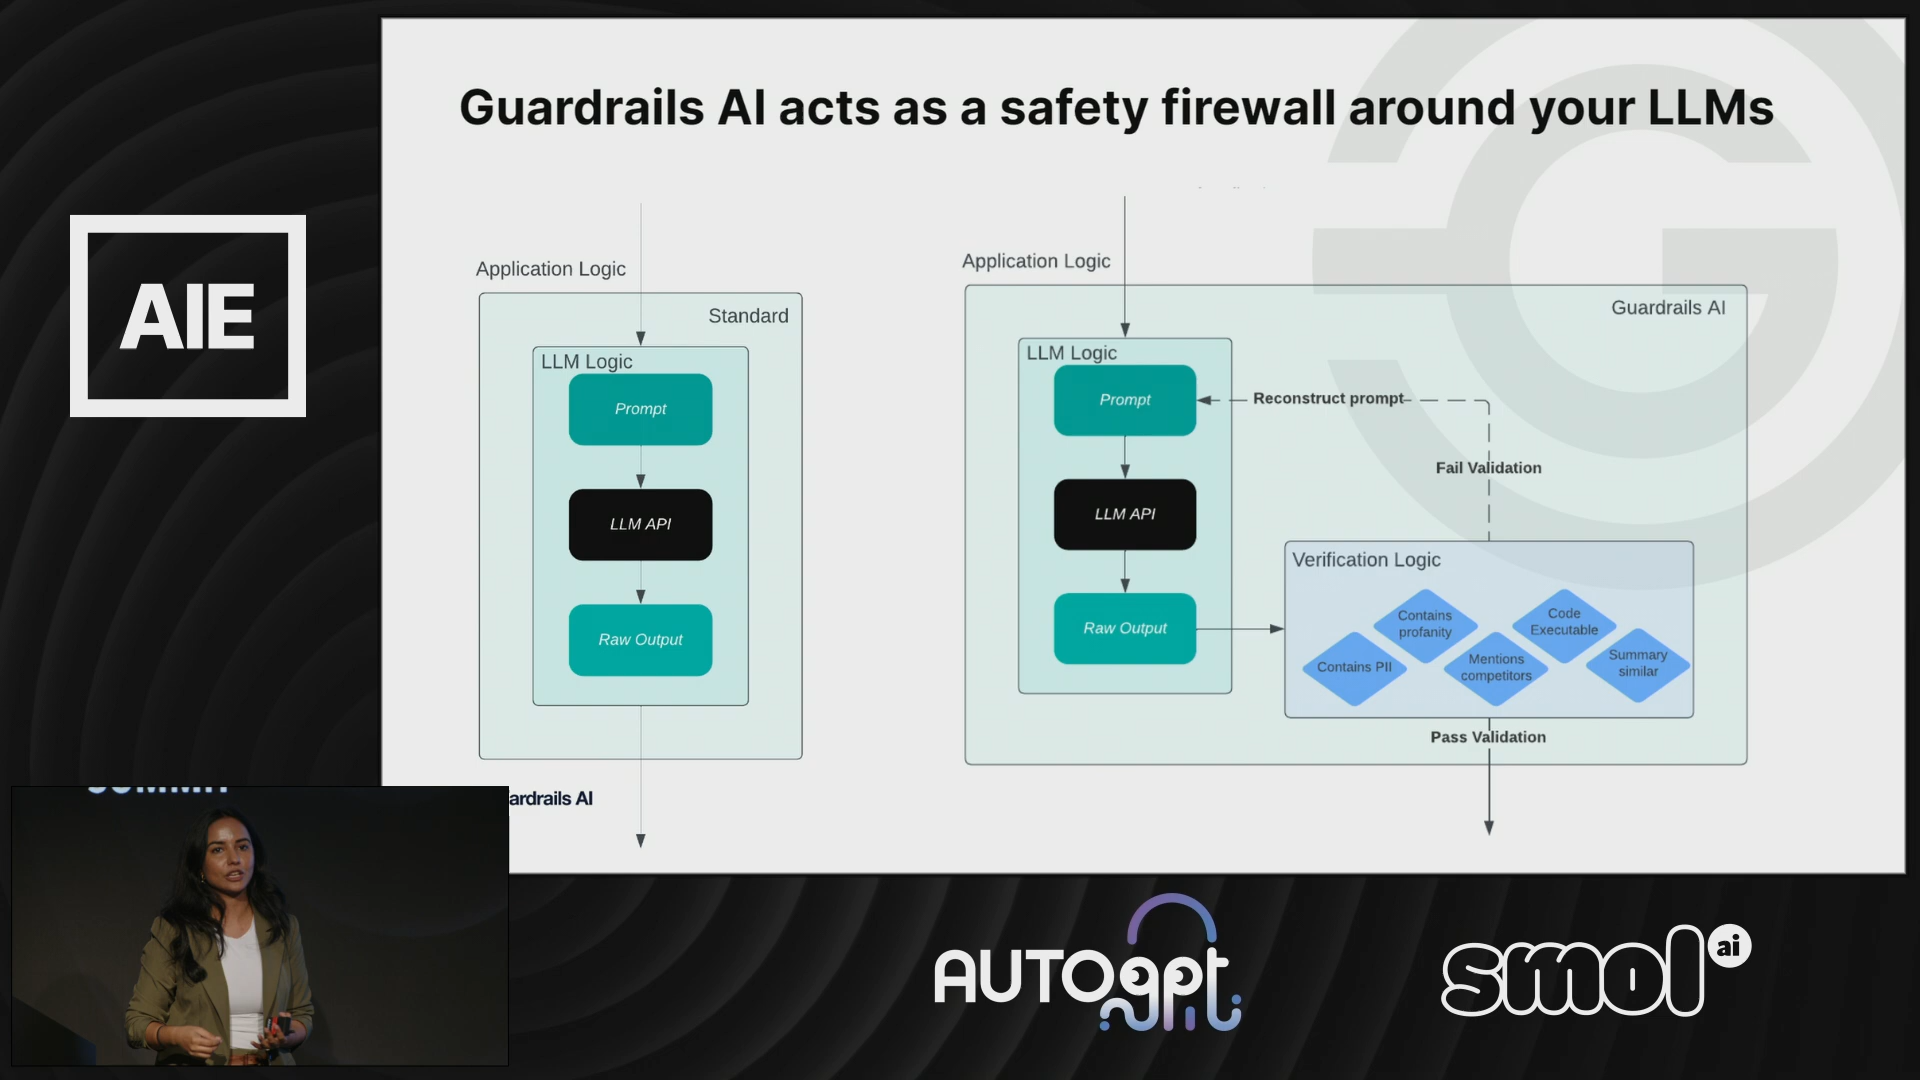 Guardrails AI acts as a safety firewall around your LLMs
AIE
Application Logic
Standard
LLM Logic
Prompt
LLM API
Raw Output
ardrails AI
Application Logic
Guardrails AI
LLM Logic
Prompt
LLM API
Raw Output
Reconstruct prompt
Fail Validation
Verification Logic
Contains PII
Contains
profanity
Mentions
competitors
Code
Executable
Summary
similar
Pass Validation
SUMMIT
AUTOgpt
smol ai